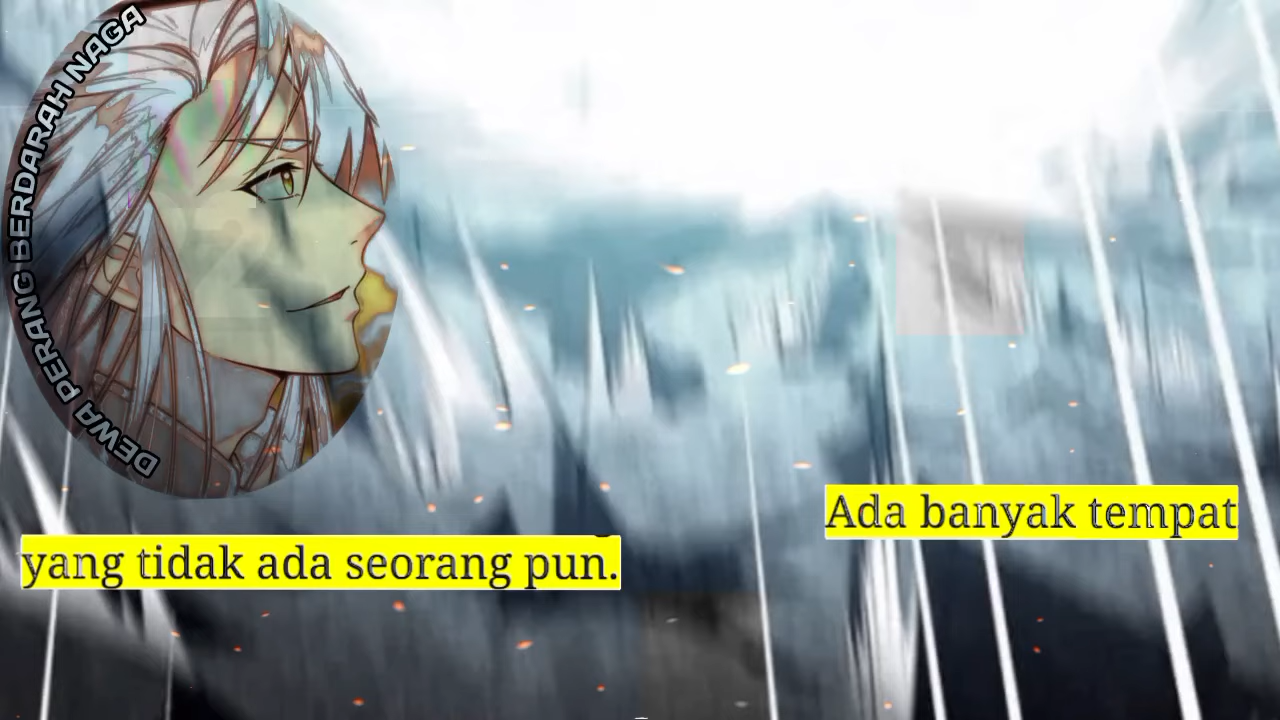 DEWA PERANG BERDARAH NAGA
Ada banyak tempat
yang tidak ada seorang pun.